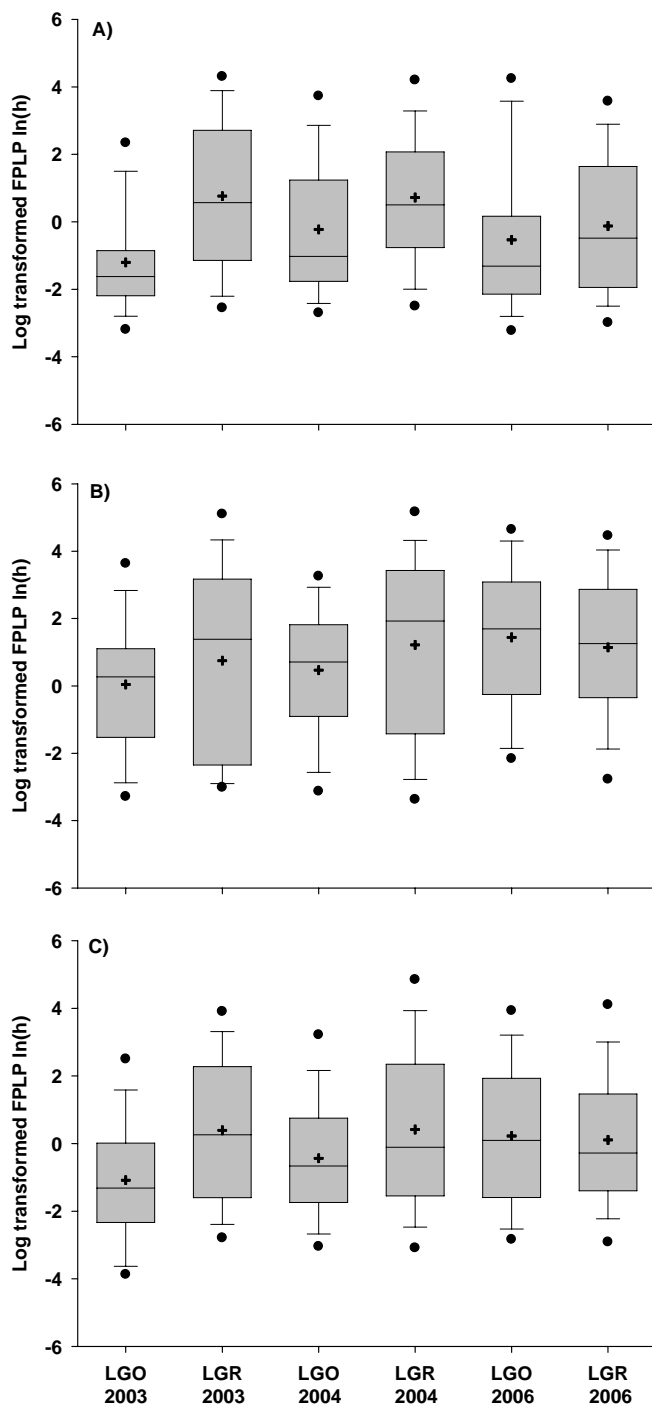 A)
Log transformed FPLP ln(h)
6
4
2
0
-2
-4
-6
B)
Log transformed FPLP ln(h)
6
4
2
0
-2
-4
-6
C)
Log transformed FPLP ln(h)
6
4
2
0
-2
-4
-6
LGO LGR LGO LGR LGO LGR
2003 2003 2004 2004 2006 2006